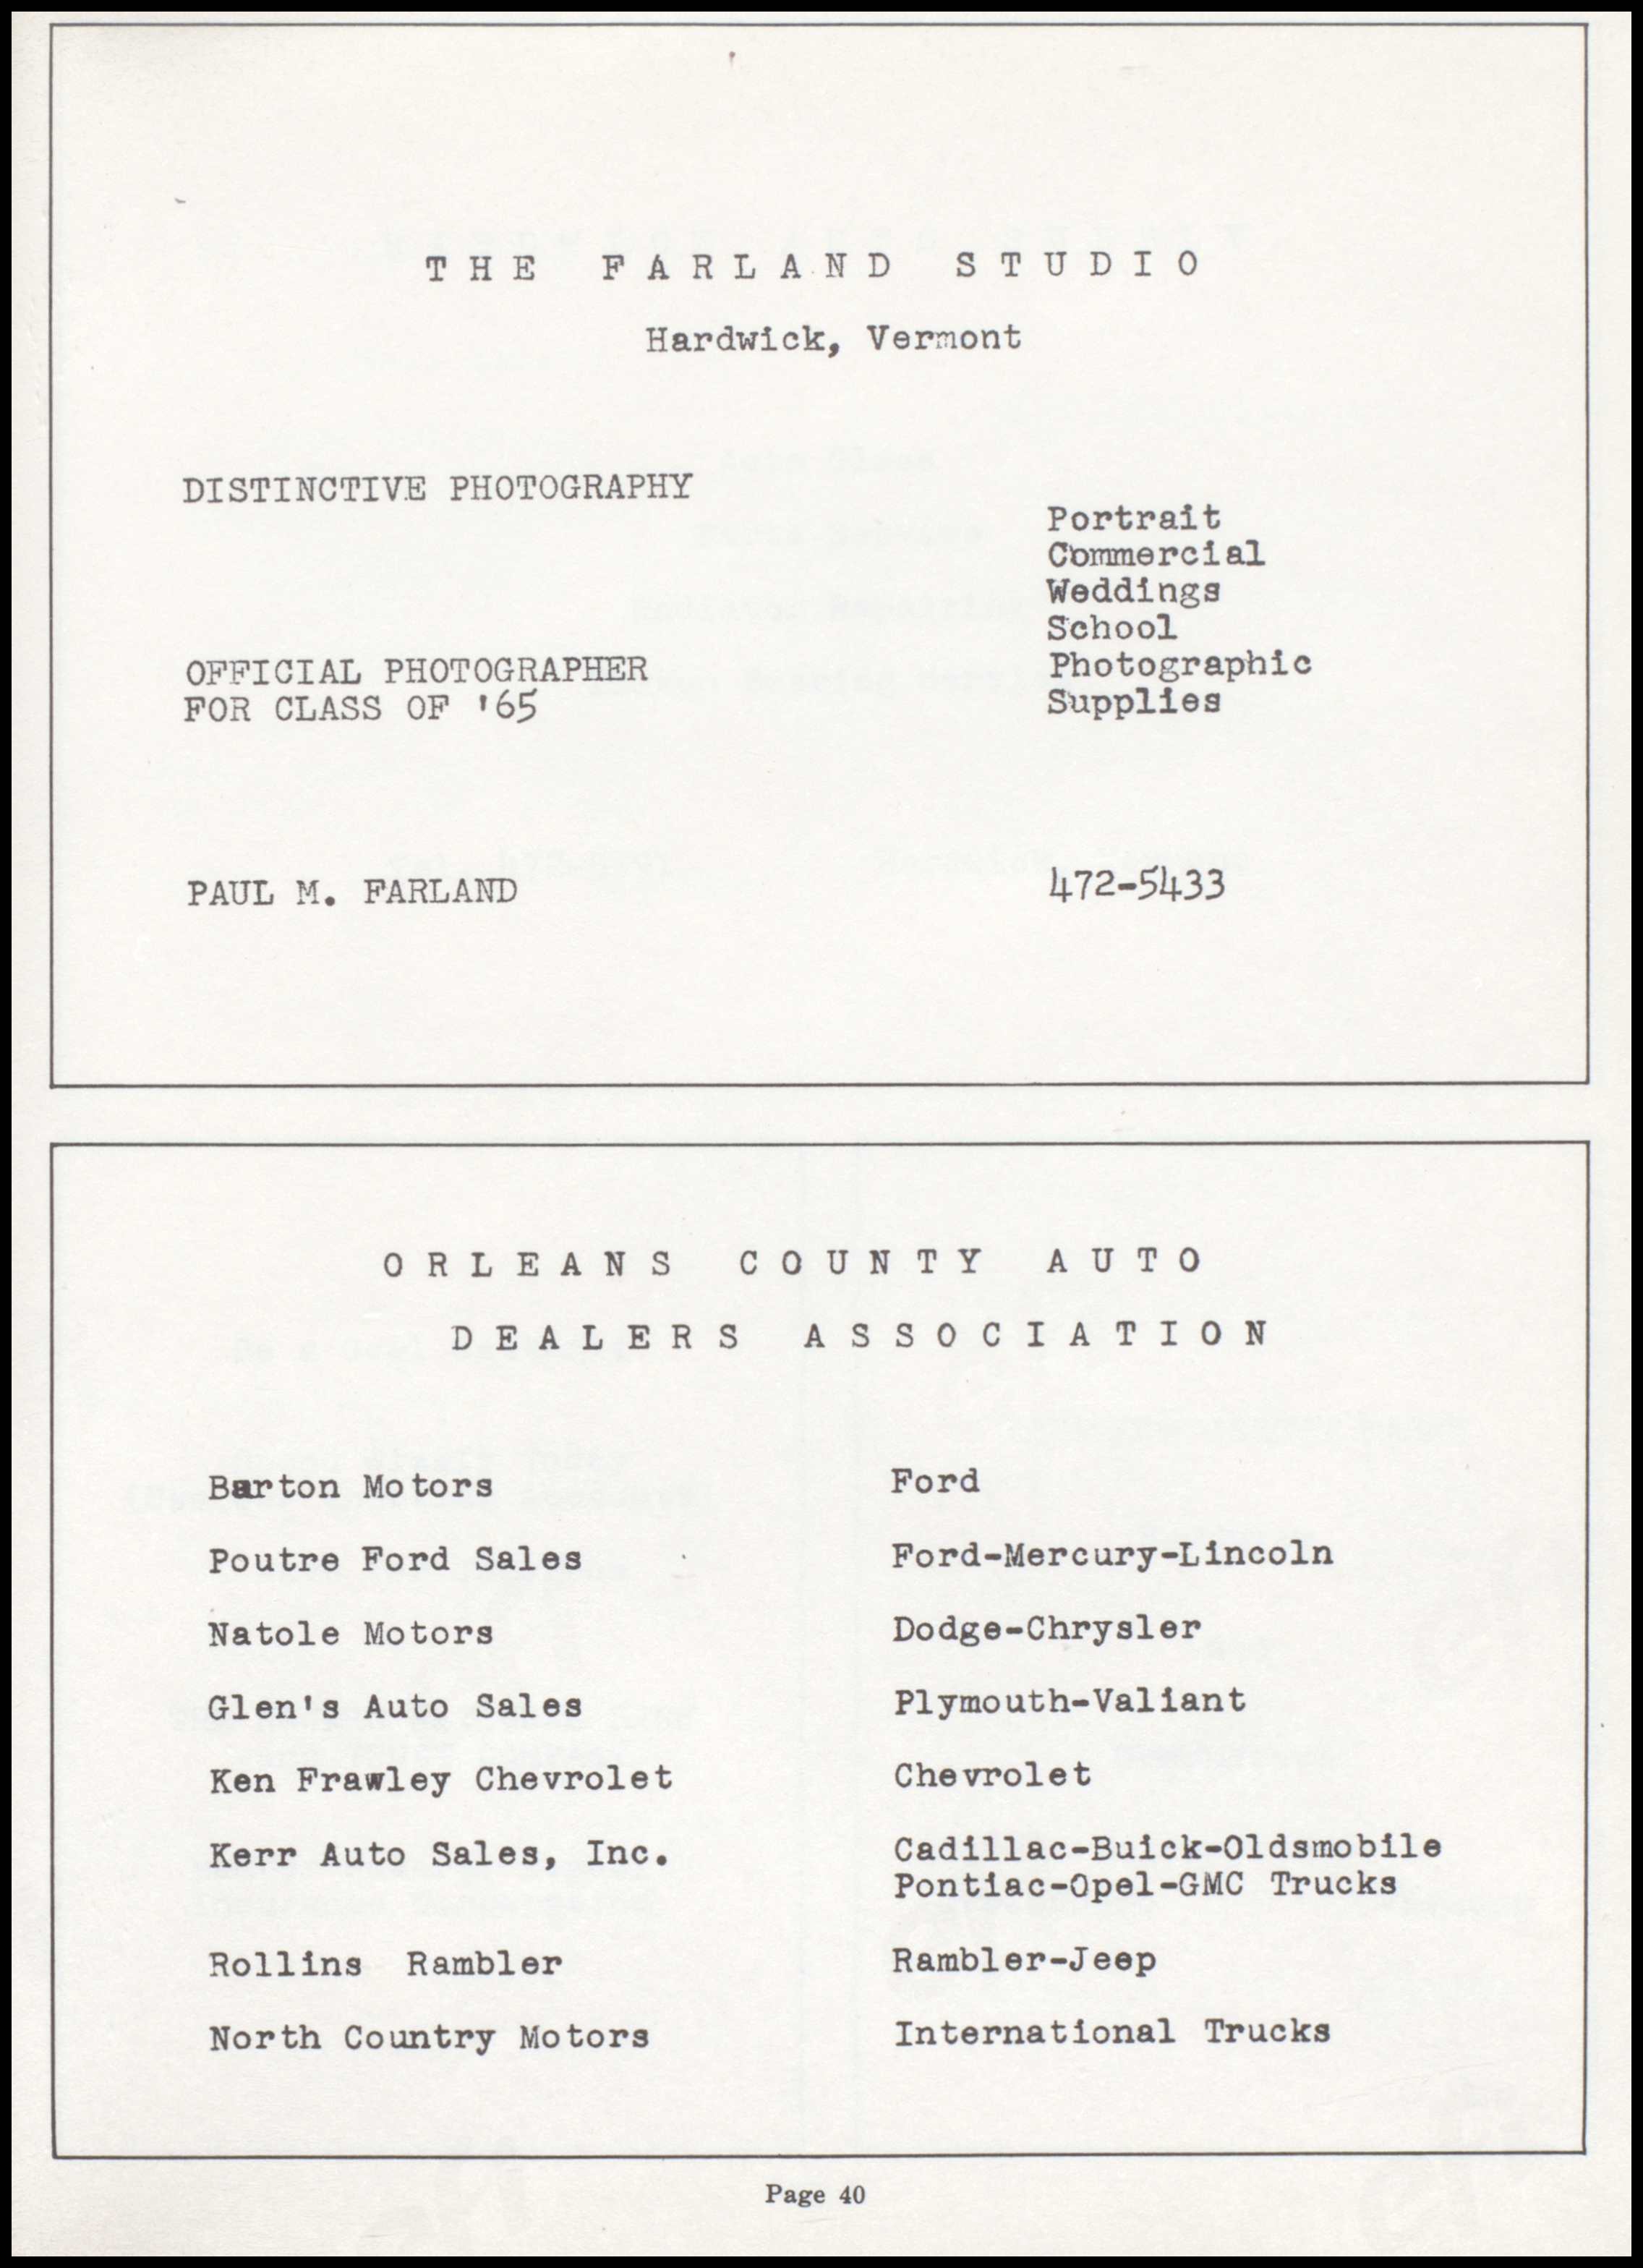 THE FARLAND STUDIO
Hardwick, Vermont
DISTINCTIVE PHOTOGRAPHY
Portrait
Commercial
Weddings
School
Photographic
Supplies
OFFICIAL PHOTOGRAPHER
FOR CLASS OF '65
PAUL M. FARLAND 472-5433
ORLEANS COUNTY AUTO
DEALERS ASSOCIATION
Barton Motors Ford
Poutre Ford Sales Ford-Mercury-Lincoln
Natole Motors Dodge-Chrysler
Glen's Auto Sales Plymouth-Valiant
Ken Frawley Chevrolet Chevrolet
Kerr Auto Sales, Inc. Cadillac-Buick-Oldsmobile
Pontiac-Opel-GMC Trucks
Rollins Rambler Rambler-Jeep
North Country Motors International Trucks
Page 40